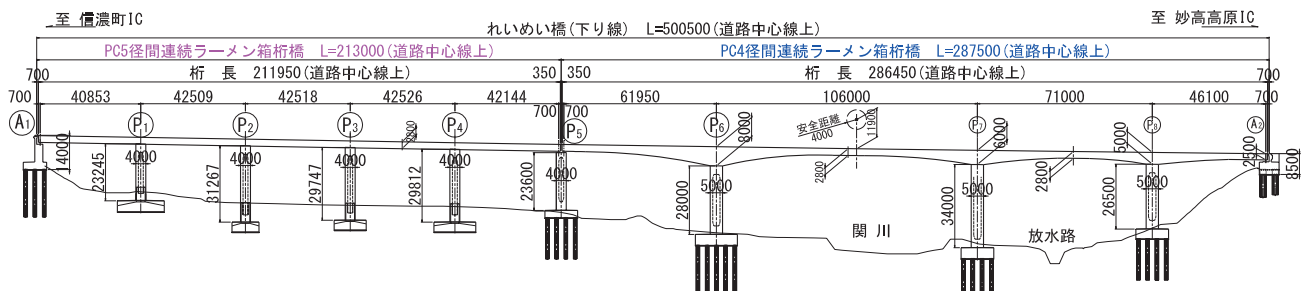 至 信濃町IC
至 妙高高原IC
れいめい橋(下り線) L=500500(道路中心線上)
PC5径間連続ラーメン箱桁橋 L=213000(道路中心線上)
PC4径間連続ラーメン箱桁橋 L=287500(道路中心線上)
700
桁 長 211950(道路中心線上)
350
350
桁 長 286450(道路中心線上)
700
700
40853
42509
42518
42526
42144
700
700
61950
106000
71000
46100
700
A1
P1
P2
P3
P4
P5
P6
P7
P8
A2
安全距離
4000
11900
14000
23245
4000
31267
4000
29747
4000
2800
29812
4000
23600
4000
28000
5000
8000
2800
34000
5000
6000
2800
26500
5000
5000
2500
8500
関 川
放水路